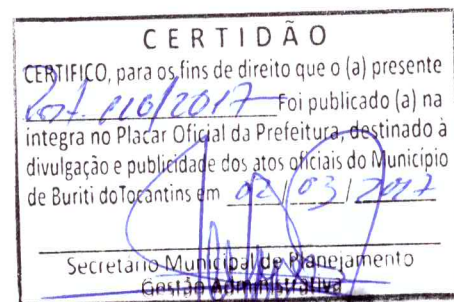 CERTIDÃO
CERTIFICO, para os fins de direito que o (a) presente
/2017 Foi publicado (a) na
integra no Placar Oficial da Prefeitura, destinado à
divulgação e publicidade dos atos oficiais do Município
de Buriti doTocantins em 02/03/2017
Secretário Municipal de Planejamento
Gestão Administrativa